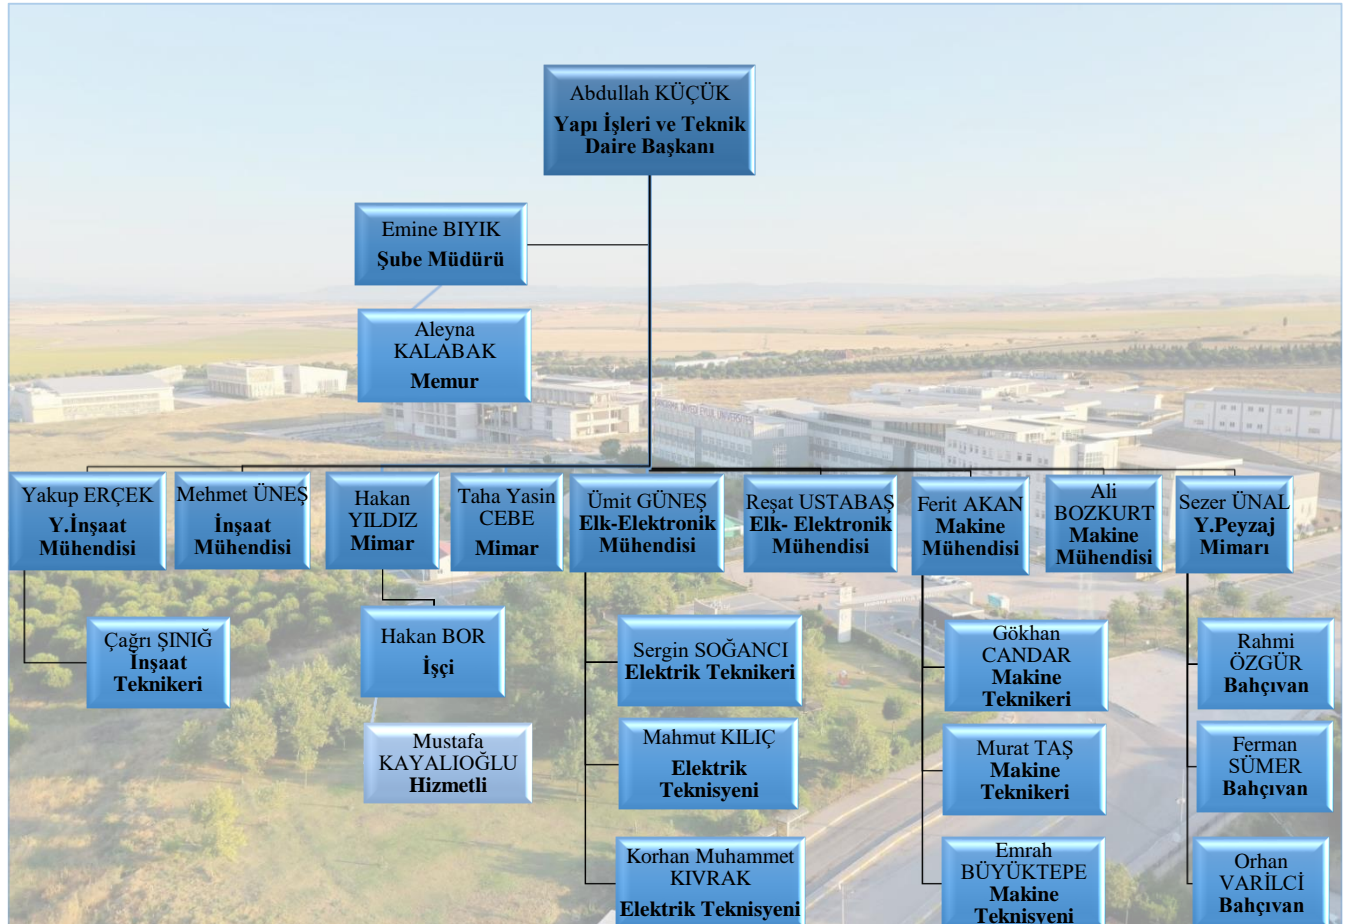 Abdullah KÜÇÜK
Yapı İşleri ve Teknik
Daire Başkanı
Emine BIYIK
Şube Müdürü
Aleyna
KALABAK
Memur
Yakup ERÇEK
Y.İnşaat
Mühendisi
Mehmet ÜNEŞ
İnşaat
Mühendisi
Hakan
YILDIZ
Mimar
Taha Yasin
CEBE
Mimar
Ümit GÜNEŞ
Elk-Elektronik
Mühendisi
Reşat USTABAŞ
Elk- Elektronik
Mühendisi
Ferit AKAN
Makine
Mühendisi
Ali
BOZKURT
Makine
Mühendisi
Sezer ÜNAL
Y.Peyzaj
Mimarı
Çağrı ŞINIĞ
İnşaat
Teknikeri
Hakan BOR
İşçi
Mustafa
KAYALIOĞLU
Hizmetli
Sergin SOĞANCI
Elektrik Teknikeri
Mahmut KILIÇ
Elektrik
Teknisyeni
Korhan Muhammet
KIVRAK
Elektrik Teknisyeni
Gökhan
CANDAR
Makine
Teknikeri
Murat TAŞ
Makine
Teknikeri
Emrah
BÜYÜKTEPE
Makine
Teknisyeni
Rahmi
ÖZGÜR
Bahçıvan
Ferman
SÜMER
Bahçıvan
Orhan
VARİLCİ
Bahçıvan